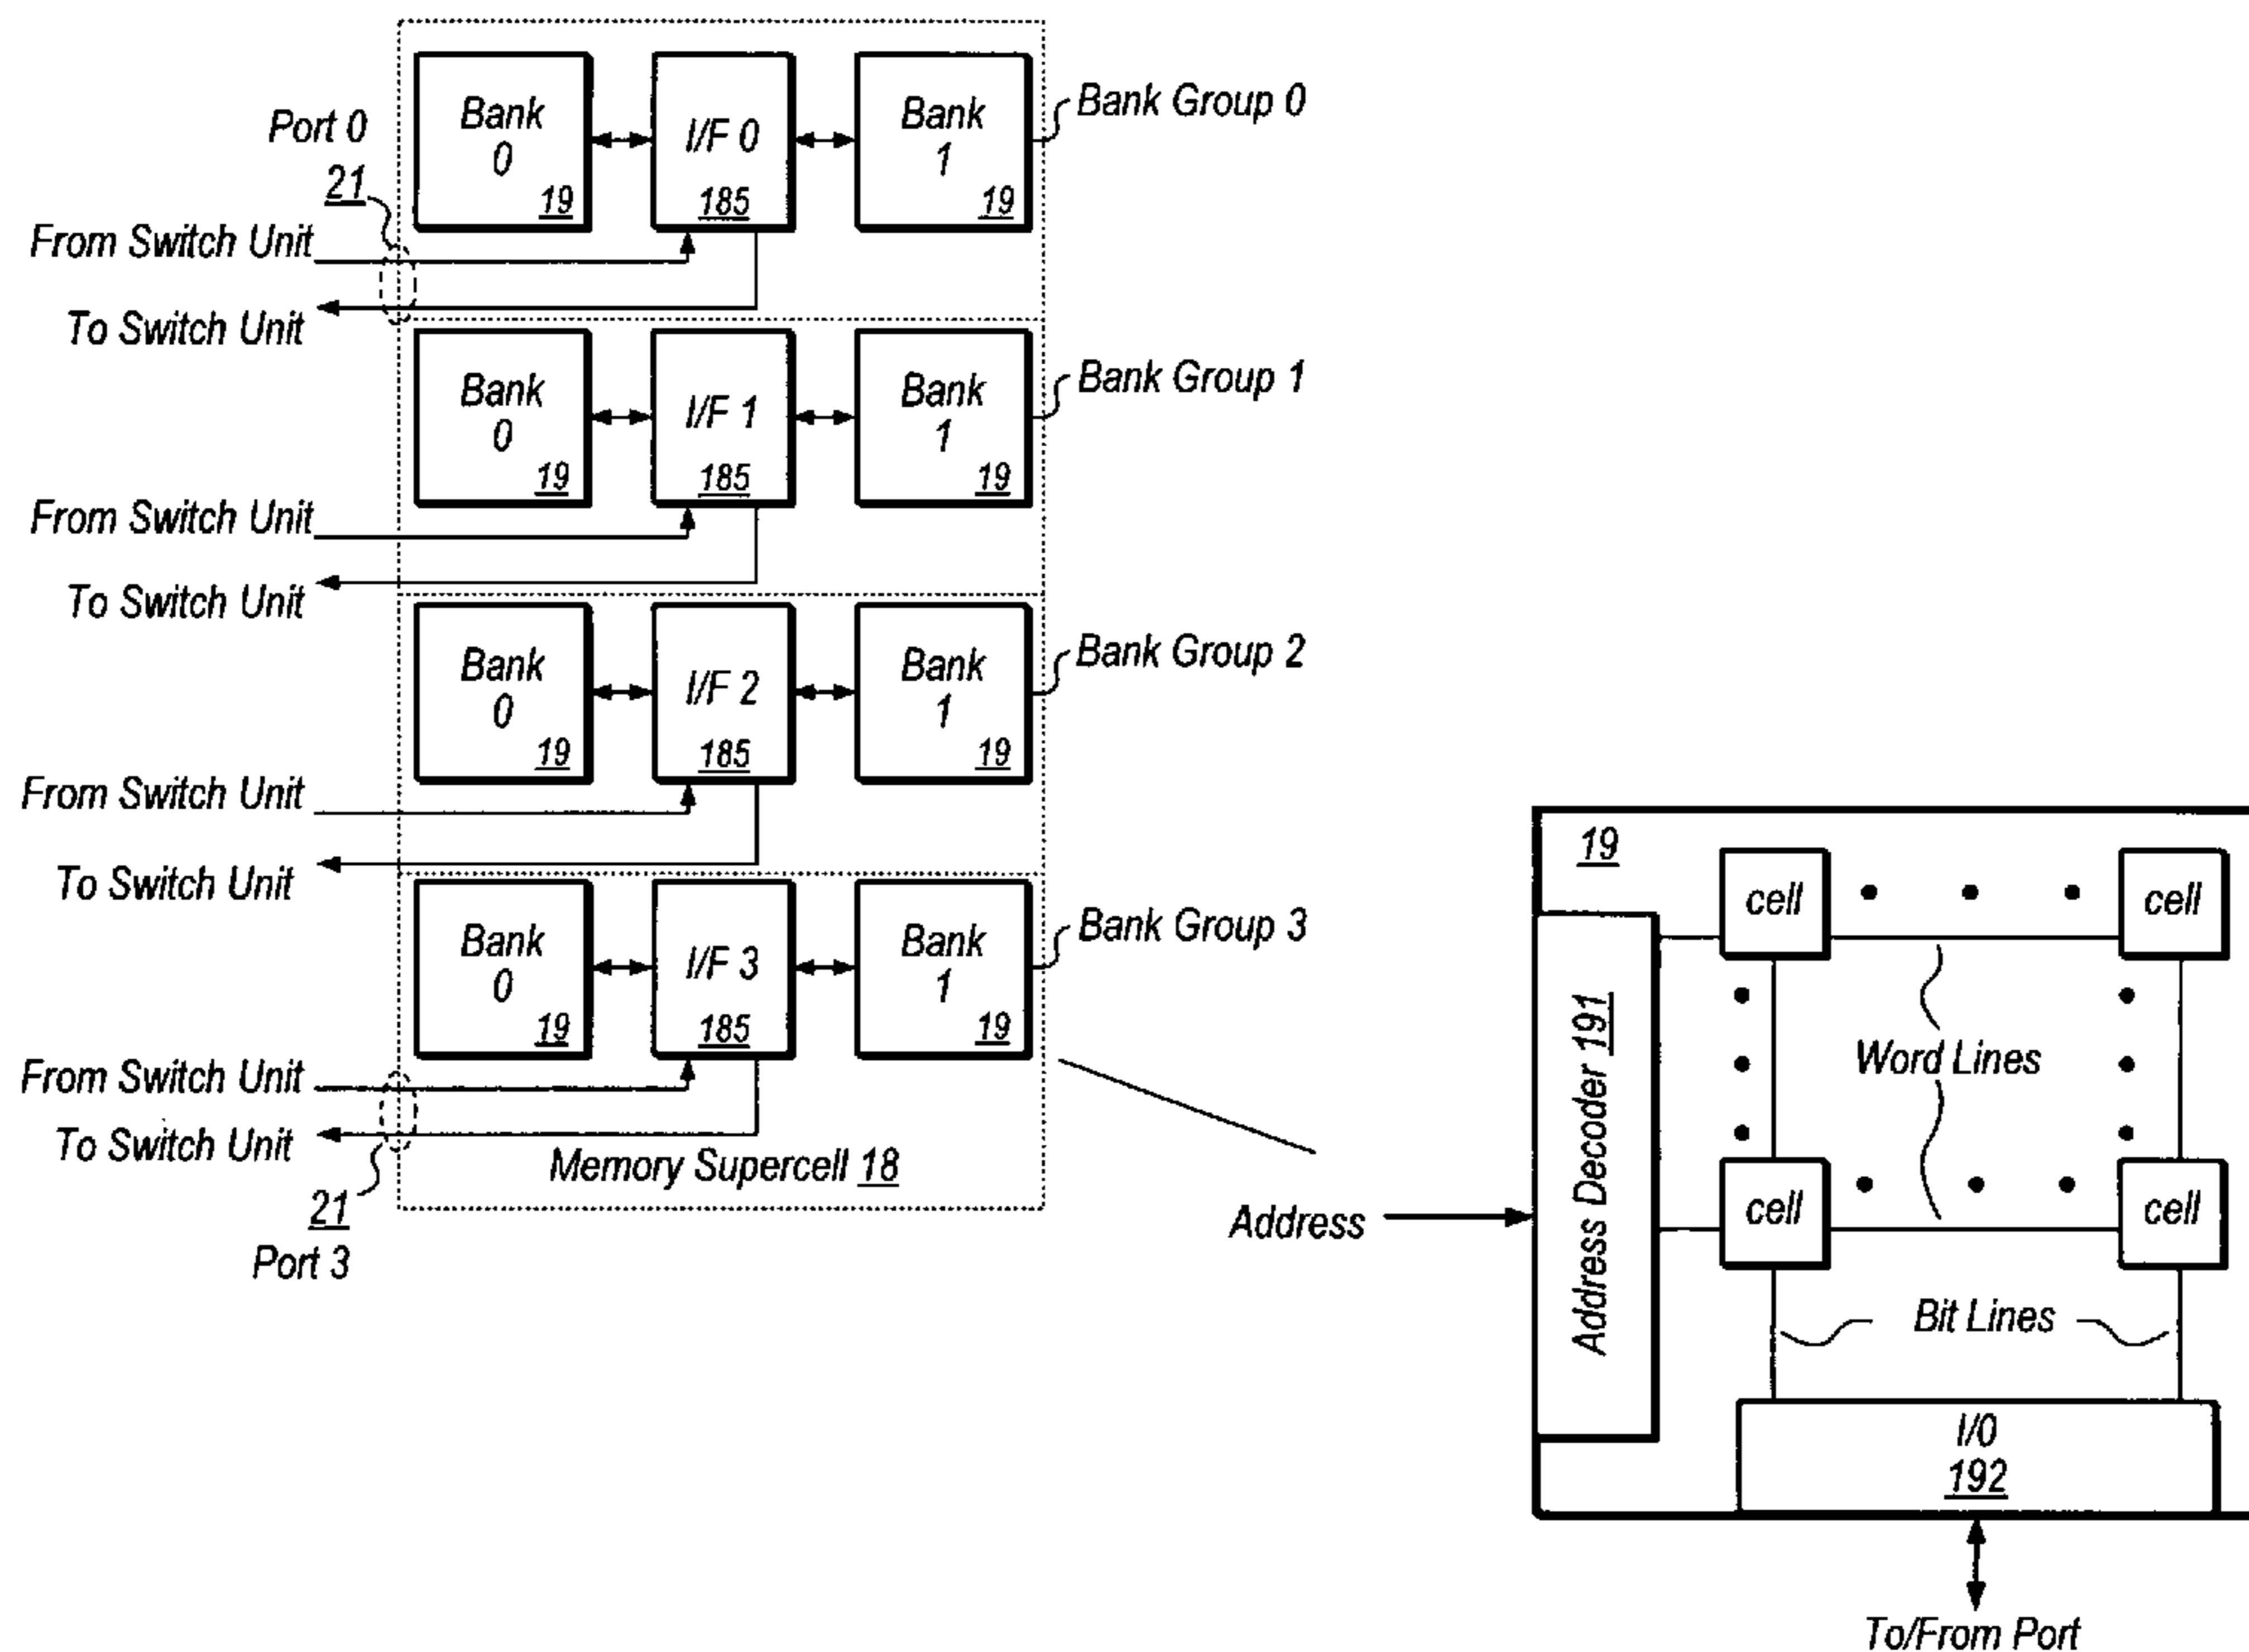 Port 0
21
From Switch Unit
To Switch Unit
Bank
0
19
I/F 0
185
Bank
1
19
Bank Group 0
From Switch Unit
To Switch Unit
Bank
0
19
I/F 1
185
Bank
1
19
Bank Group 1
From Switch Unit
To Switch Unit
Bank
0
19
I/F 2
185
Bank
1
19
Bank Group 2
From Switch Unit
To Switch Unit
Bank
0
19
I/F 3
185
Bank
1
19
Bank Group 3
21
Port 3
Memory Supercell 18
19
cell
cell
Address
Address Decoder 191
Word Lines
cell
cell
Bit Lines
I/O
192
To/From Port